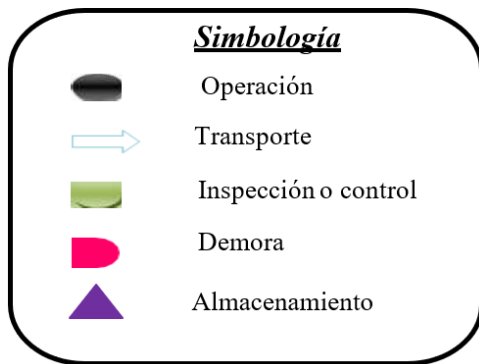 Simbología
Operación
Transporte
Inspección o control
Demora
Almacenamiento